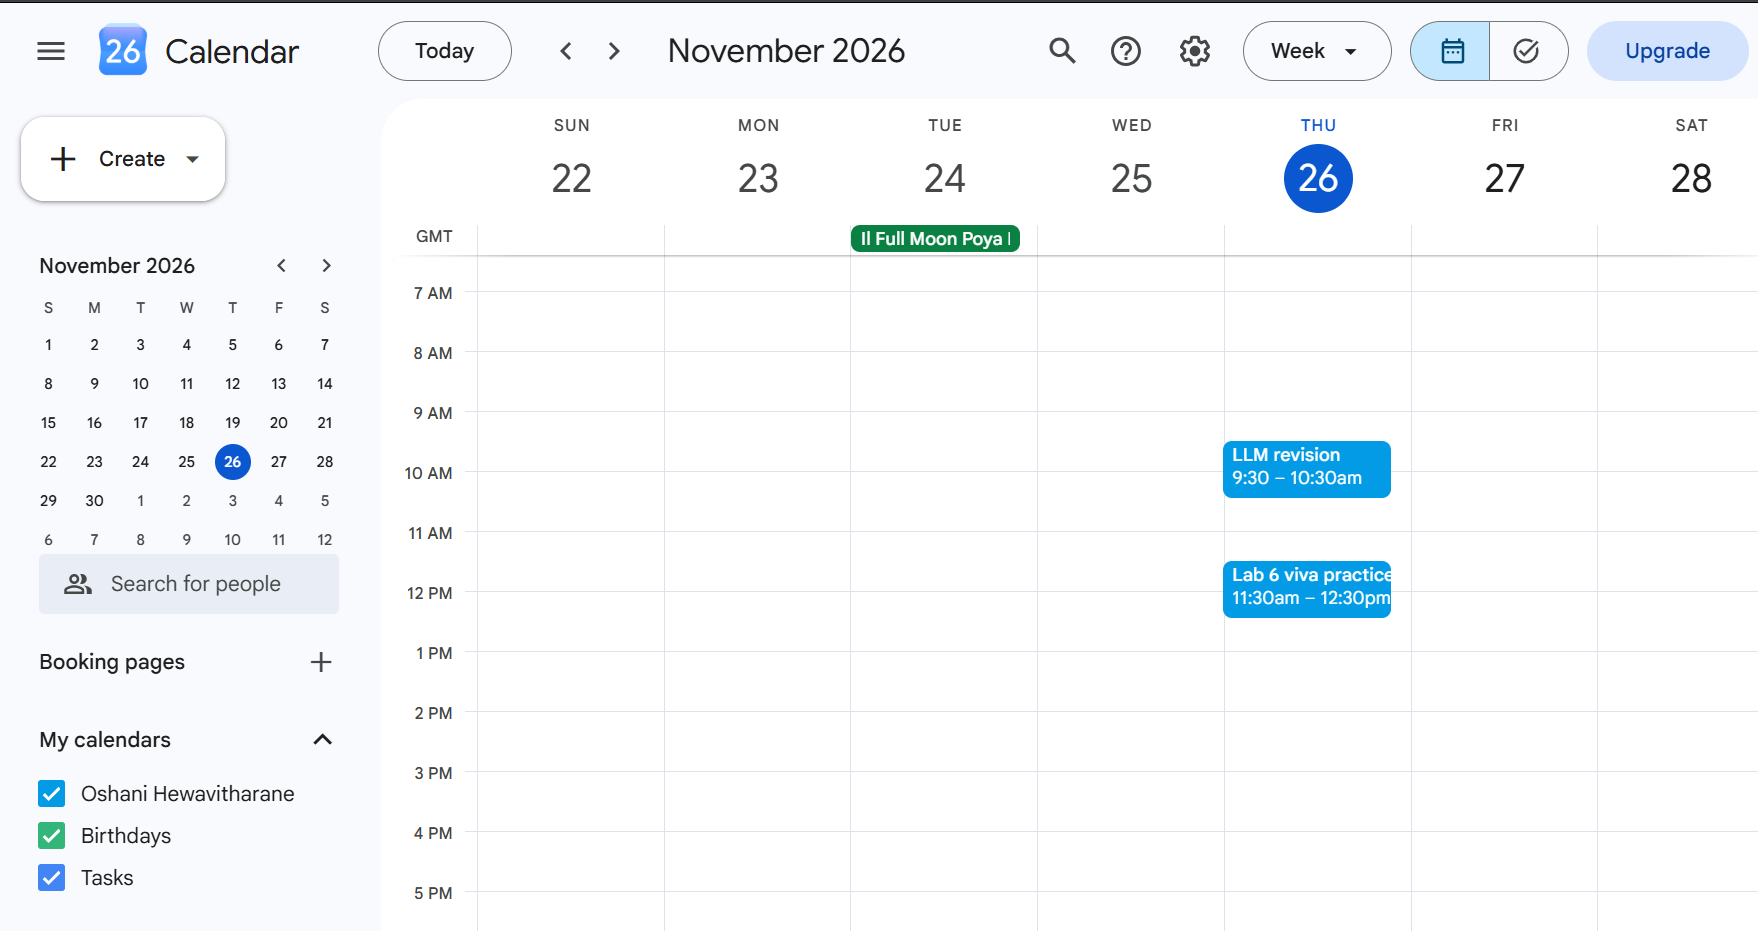 26 Calendar
Today
November 2026
Week
Upgrade
Create
November 2026
S M T W T F S
1 2 3 4 5 6 7
8 9 10 11 12 13 14
15 16 17 18 19 20 21
22 23 24 25 26 27 28
29 30 1 2 3 4 5
6 7 8 9 10 11 12
Search for people
Booking pages
My calendars
Oshani Hewavitharane
Birthdays
Tasks
SUN MON TUE WED THU FRI SAT
22 23 24 25 26 27 28
GMT
Il Full Moon Poya
7 AM
8 AM
9 AM
LLM revision
9:30 – 10:30am
10 AM
11 AM
Lab 6 viva practice
11:30am – 12:30pm
12 PM
1 PM
2 PM
3 PM
4 PM
5 PM